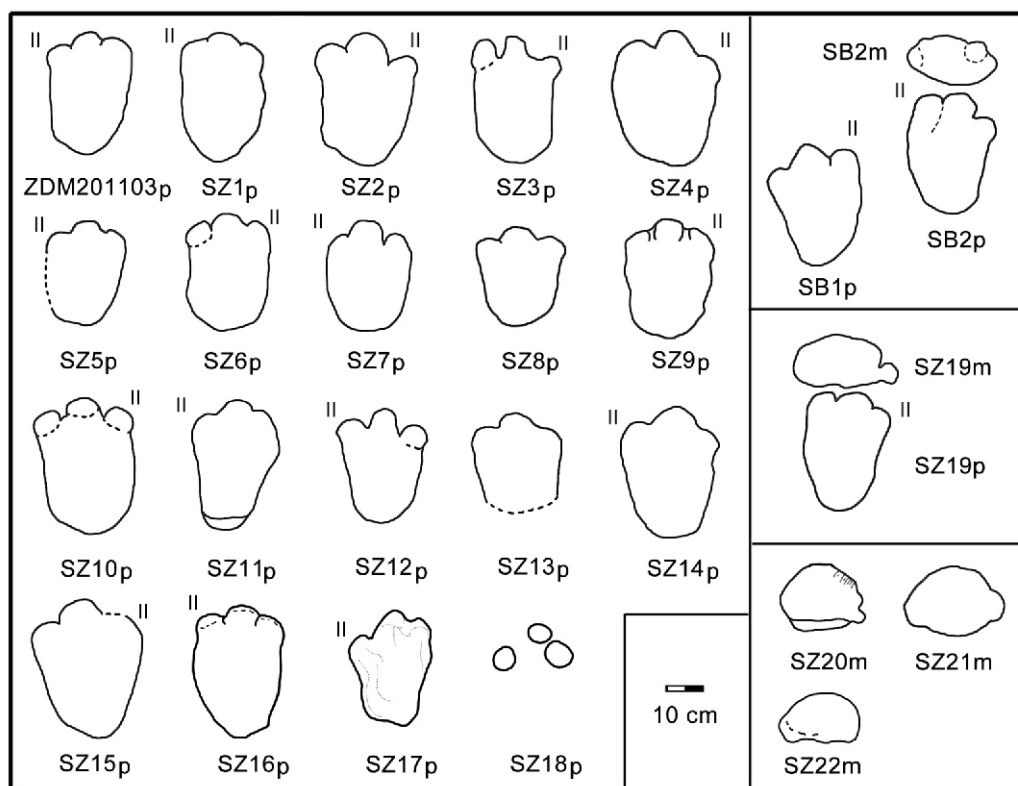 II II II II II
ZDM201103p SZ1p SZ2p SZ3p SZ4p
II II II II
SZ5p SZ6p SZ7p SZ8p SZ9p
II II II II
SZ10p SZ11p SZ12p SZ13p SZ14p
II II II
SZ15p SZ16p SZ17p SZ18p
10 cm
SB2m
II
II
SB2p
SB1p
SZ19m
II
SZ19p
SZ20m SZ21m
SZ22m